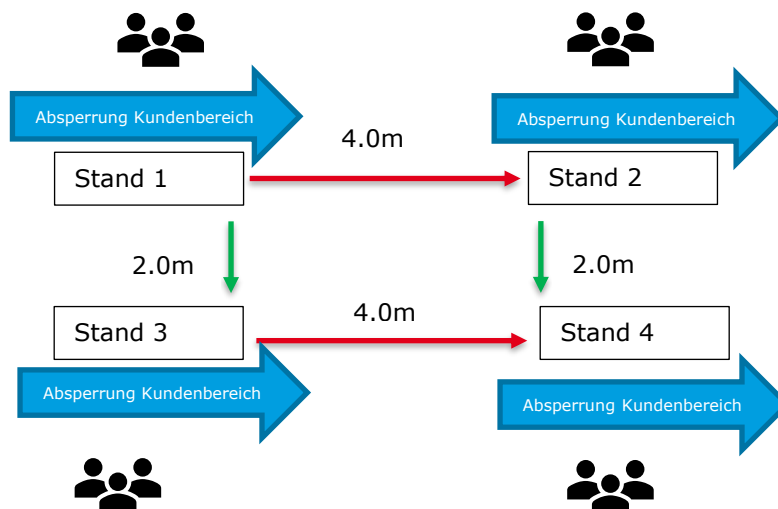 Absperrung Kundenbereich
Absperrung Kundenbereich
4.0m
Stand 1
Stand 2
2.0m
2.0m
4.0m
Stand 3
Stand 4
Absperrung Kundenbereich
Absperrung Kundenbereich